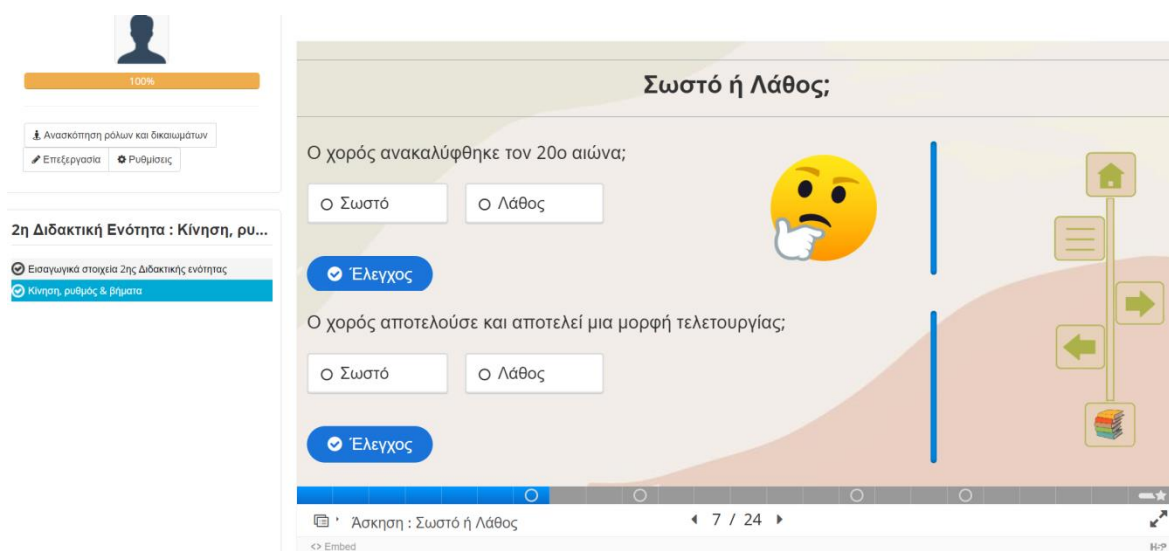 100%
Ανασκόπηση ρόλων και δικαιωμάτων
Επεξεργασία
Ρυθμίσεις
2η Διδακτική Ενότητα : Κίνηση, ρυ...
Εισαγωγικά στοιχεία 2ης Διδακτικής ενότητας
Κίνηση, ρυθμός & βήματα
Σωστό ή Λάθος;
Ο χορός ανακαλύφθηκε τον 20ο αιώνα;
Σωστό
Λάθος
Έλεγχος
Ο χορός αποτελούσε και αποτελεί μια μορφή τελετουργίας;
Σωστό
Λάθος
Έλεγχος
Άσκηση : Σωστό ή Λάθος
7 / 24
<> Embed
H5P